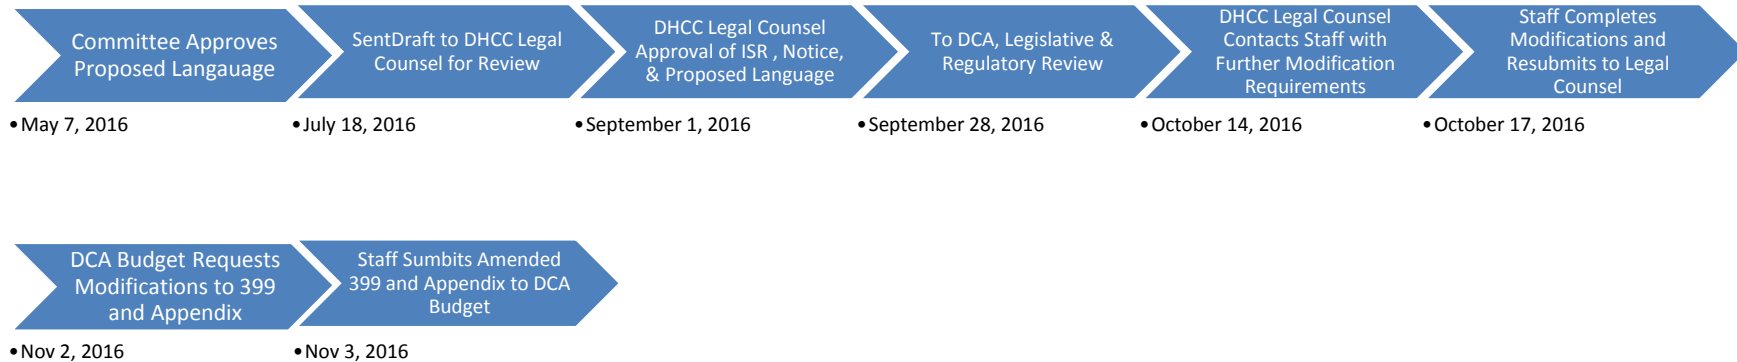 Committee Approves
Proposed Langauage
SentDraft to DHCC Legal
Counsel for Review
DHCC Legal Counsel
Approval of ISR , Notice,
& Proposed Language
To DCA, Legislative &
Regulatory Review
DHCC Legal Counsel
Contacts Staff with
Further Modification
Requirements
Staff Completes
Modifications and
Resubmits to Legal
Counsel
•May 7, 2016
•July 18, 2016
•September 1, 2016
•September 28, 2016
•October 14, 2016
•October 17, 2016
DCA Budget Requests
Modifications to 399
and Appendix
Staff Sumbits Amended
399 and Appendix to DCA
Budget
•Nov 2, 2016
•Nov 3, 2016